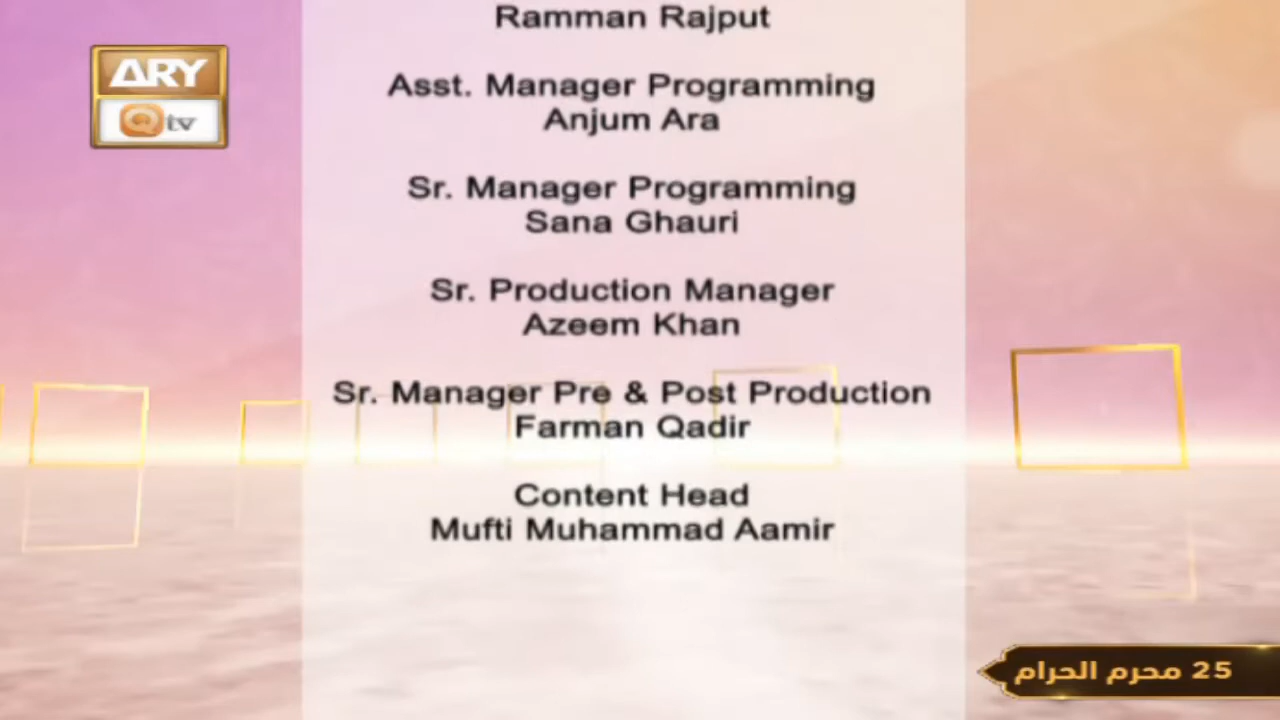 Ramman Rajput
ARY
Q tv
Asst. Manager Programming
Anjum Ara
Sr. Manager Programming
Sana Ghauri
Sr. Production Manager
Azeem Khan
Sr. Manager Pre & Post Production
Farman Qadir
Content Head
Mufti Muhammad Aamir
25 محرم الحرام